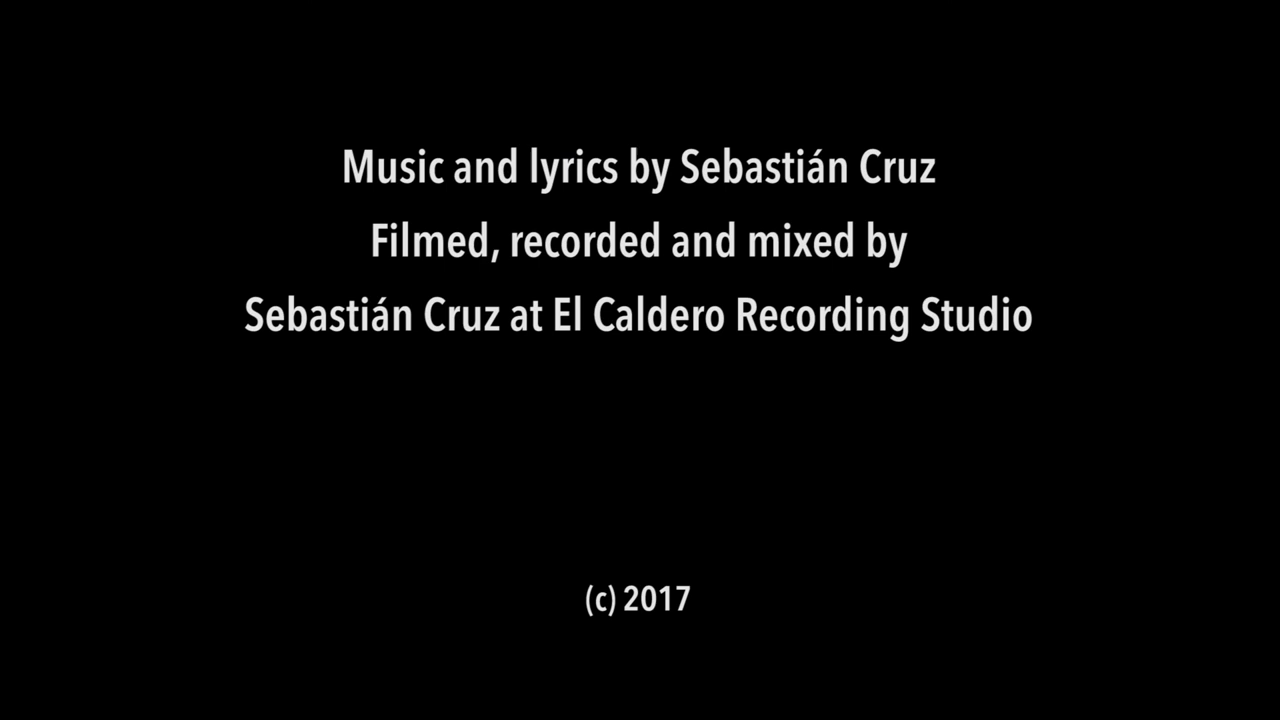 Music and lyrics by Sebastián Cruz
Filmed, recorded and mixed by
Sebastián Cruz at El Caldero Recording Studio
(c) 2017